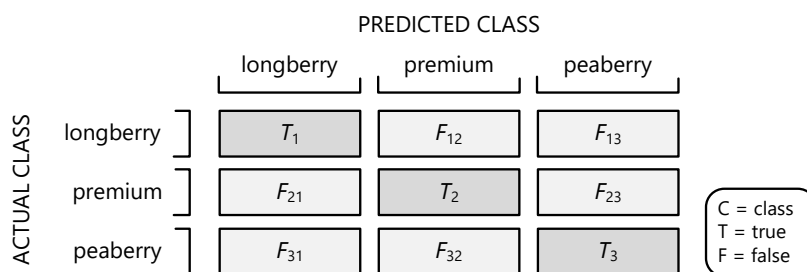 PREDICTED CLASS
longberry premium peaberry
ACTUAL CLASS
longberry T₁ F₁₂ F₁₃
premium F₂₁ T₂ F₂₃
peaberry F₃₁ F₃₂ T₃
C = class
T = true
F = false